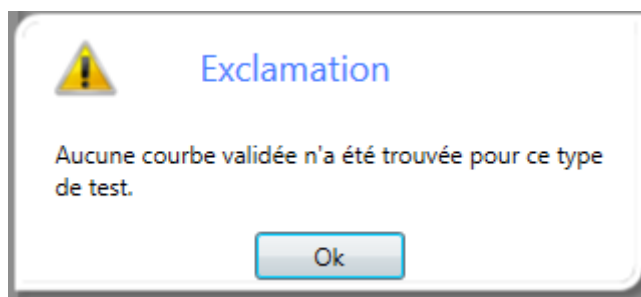 Exclamation
Aucune courbe validée n'a été trouvée pour ce type
de test.
Ok